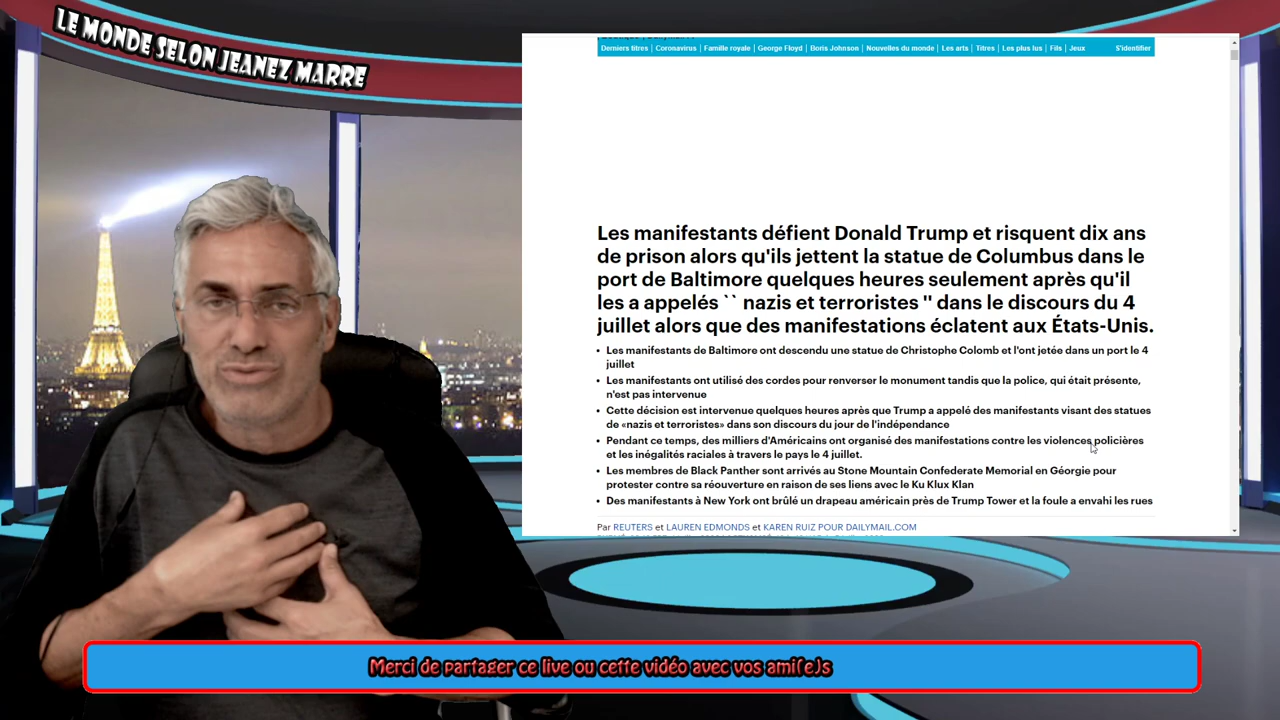 LE MONDE SELON JEANEZ MARRE
Derniers titres | Coronavirus | Famille royale | George Floyd | Boris Johnson | Nouvelles du monde | Les arts | Titres | Les plus lus | Fils | Jeux S'identifier
Les manifestants défient Donald Trump et risquent dix ans
de prison alors qu'ils jettent la statue de Columbus dans le
port de Baltimore quelques heures seulement après qu'il
les a appelés `` nazis et terroristes '' dans le discours du 4
juillet alors que des manifestations éclatent aux États-Unis.
• Les manifestants de Baltimore ont descendu une statue de Christophe Colomb et l'ont jetée dans un port le 4
juillet
• Les manifestants ont utilisé des cordes pour renverser le monument tandis que la police, qui était présente,
n'est pas intervenue
• Cette décision est intervenue quelques heures après que Trump a appelé des manifestants visant des statues
de «nazis et terroristes» dans son discours du jour de l'indépendance
• Pendant ce temps, des milliers d'Américains ont organisé des manifestations contre les violences policières
et les inégalités raciales à travers le pays le 4 juillet.
• Les membres de Black Panther sont arrivés au Stone Mountain Confederate Memorial en Géorgie pour
protester contre sa réouverture en raison de ses liens avec le Ku Klux Klan
• Des manifestants à New York ont brûlé un drapeau américain près de Trump Tower et la foule a envahi les rues
Par REUTERS et LAUREN EDMONDS et KAREN RUIZ POUR DAILYMAIL.COM
Merci de partager ce live ou cette vidéo avec vos ami(e)s